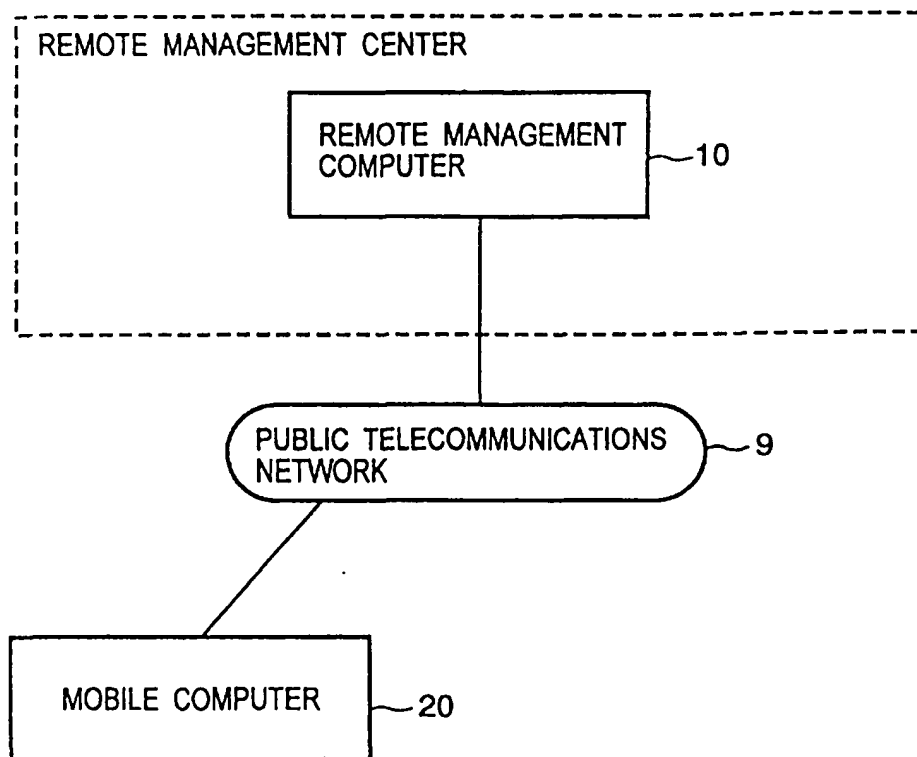 REMOTE MANAGEMENT CENTER
REMOTE MANAGEMENT
COMPUTER
10
PUBLIC TELECOMMUNICATIONS
NETWORK
9
MOBILE COMPUTER
20